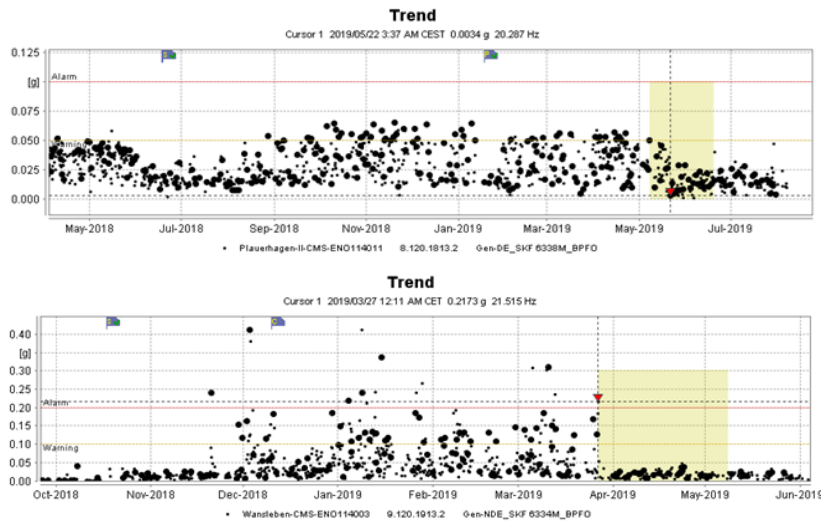 Trend
Cursor 1 2019/05/22 3:37 AM CEST 0.0034 g 20.287 Hz
0.125
Alarm
[g]
0.075
0.050
Warning
0.025
0.000
May-2018 Jul-2018 Sep-2018 Nov-2018 Jan-2019 Mar-2019 May-2019 Jul-2019
Plauerhagen-II-CMS-ENO114011 8.120.1813.2 Gen-DE_SKF 6338M_BPFO
Trend
Cursor 1 2019/03/27 12:11 AM CET 0.2173 g 21.515 Hz
0.40
[g]
0.30
0.25
Alarm
0.20
0.15
0.10
Warning
0.05
0.00
Oct-2018 Nov-2018 Dec-2018 Jan-2019 Feb-2019 Mar-2019 Apr-2019 May-2019 Jun-2019
Wansleben-CMS-ENO114003 9.120.1913.2 Gen-NDE_SKF 6334M_BPFO